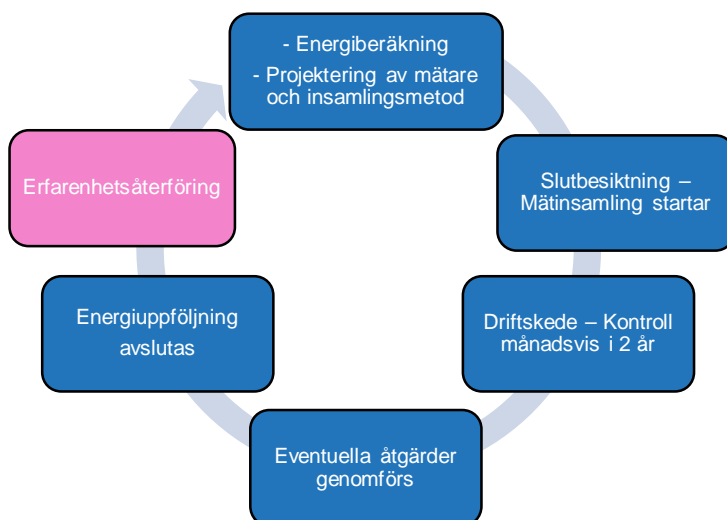 - Energiberäkning
- Projektering av mätare
och insamlingsmetod
Slutbesiktning –
Mätinsamling startar
Driftskede – Kontroll
månadsvis i 2 år
Eventuella åtgärder
genomförs
Energiuppföljning
avslutas
Erfarenhetsåterföring